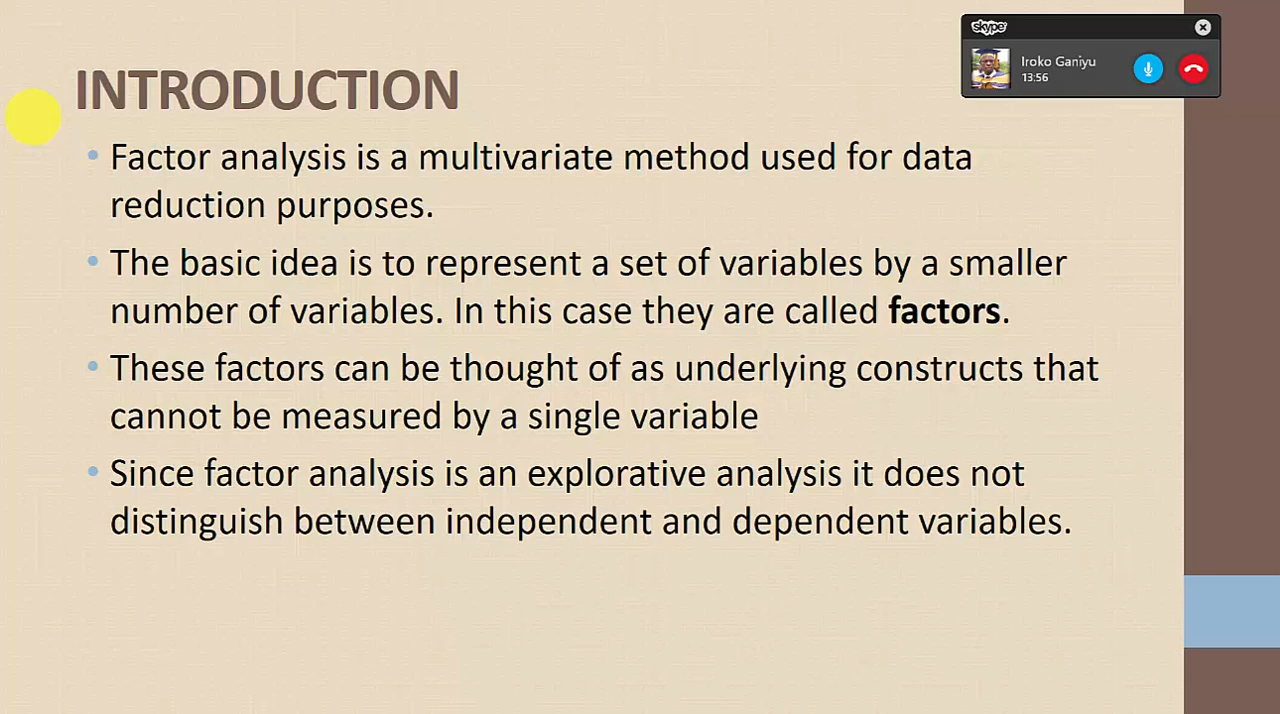 skype
Iroko Ganiyu
13:56
INTRODUCTION
• Factor analysis is a multivariate method used for data
reduction purposes.
• The basic idea is to represent a set of variables by a smaller
number of variables. In this case they are called factors.
• These factors can be thought of as underlying constructs that
cannot be measured by a single variable
• Since factor analysis is an explorative analysis it does not
distinguish between independent and dependent variables.